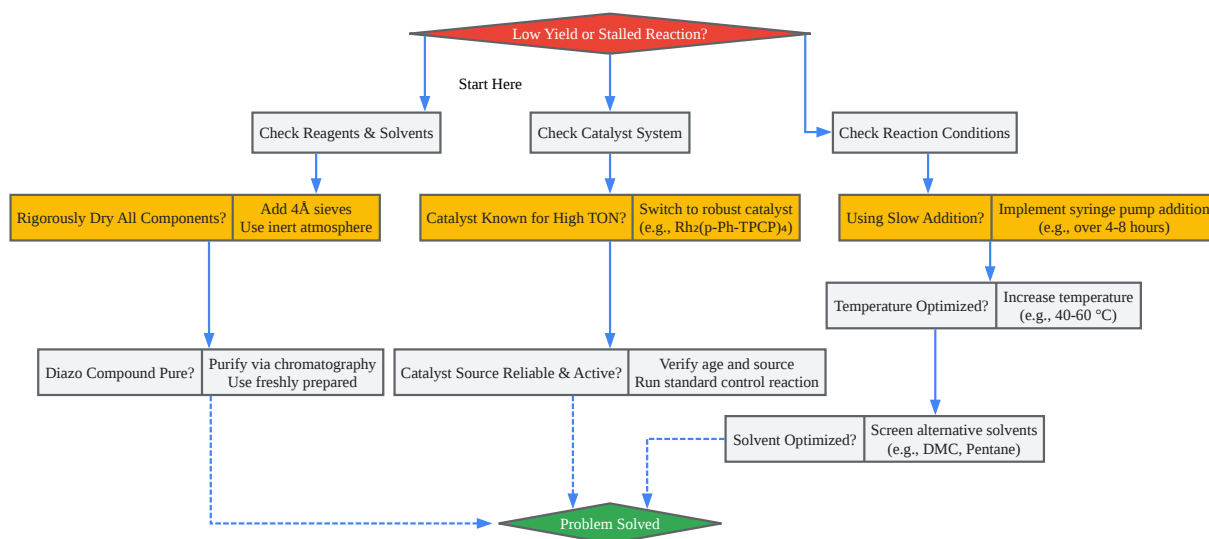 Low Yield or Stalled Reaction?
Start Here
Check Reagents & Solvents
Check Catalyst System
Check Reaction Conditions
Rigorously Dry All Components?
Add 4Å sieves
Use inert atmosphere
Catalyst Known for High TON?
Switch to robust catalyst
(e.g., Rh₂(p-Ph-TPCP)₄)
Using Slow Addition?
Implement syringe pump addition
(e.g., over 4-8 hours)
Temperature Optimized?
Increase temperature
(e.g., 40-60 °C)
Diazo Compound Pure?
Purify via chromatography
Use freshly prepared
Catalyst Source Reliable & Active?
Verify age and source
Run standard control reaction
Solvent Optimized?
Screen alternative solvents
(e.g., DMC, Pentane)
Problem Solved